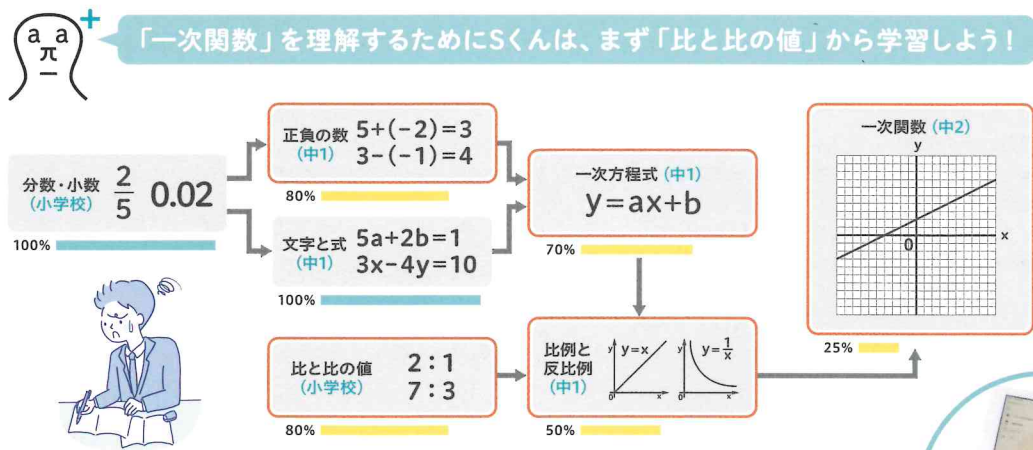 a a +
π
「一次関数」を理解するためにSくんは、まず「比と比の値」から学習しよう!
分数・小数
(小学校)
2/5 0.02
100%
正負の数
(中1)
5+(-2)=3
3-(-1)=4
80%
文字と式
(中1)
5a+2b=1
3x-4y=10
100%
一次方程式 (中1)
y=ax+b
70%
比と比の値
(小学校)
2:1
7:3
80%
比例と
反比例
(中1)
y y=x
0 x
y y=1/x
0 x
50%
一次関数 (中2)
y
0 x
25%